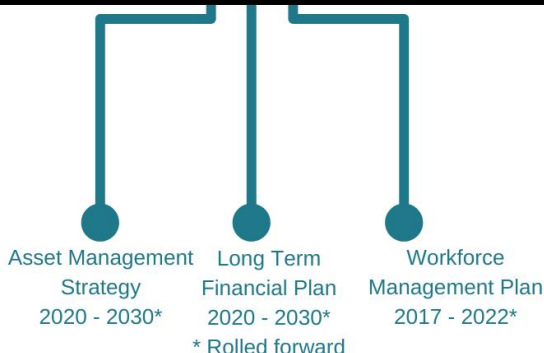 Asset Management
Strategy
2020 - 2030*
Long Term
Financial Plan
2020 - 2030*
* Rolled forward
Workforce
Management Plan
2017 - 2022*